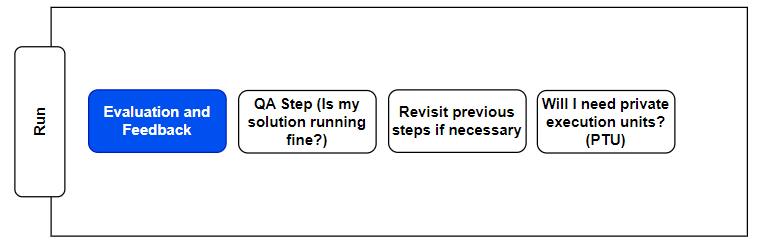 Run
Evaluation and
Feedback
QA Step (Is my
solution running
fine?)
Revisit previous
steps if necessary
Will I need private
execution units?
(PTU)